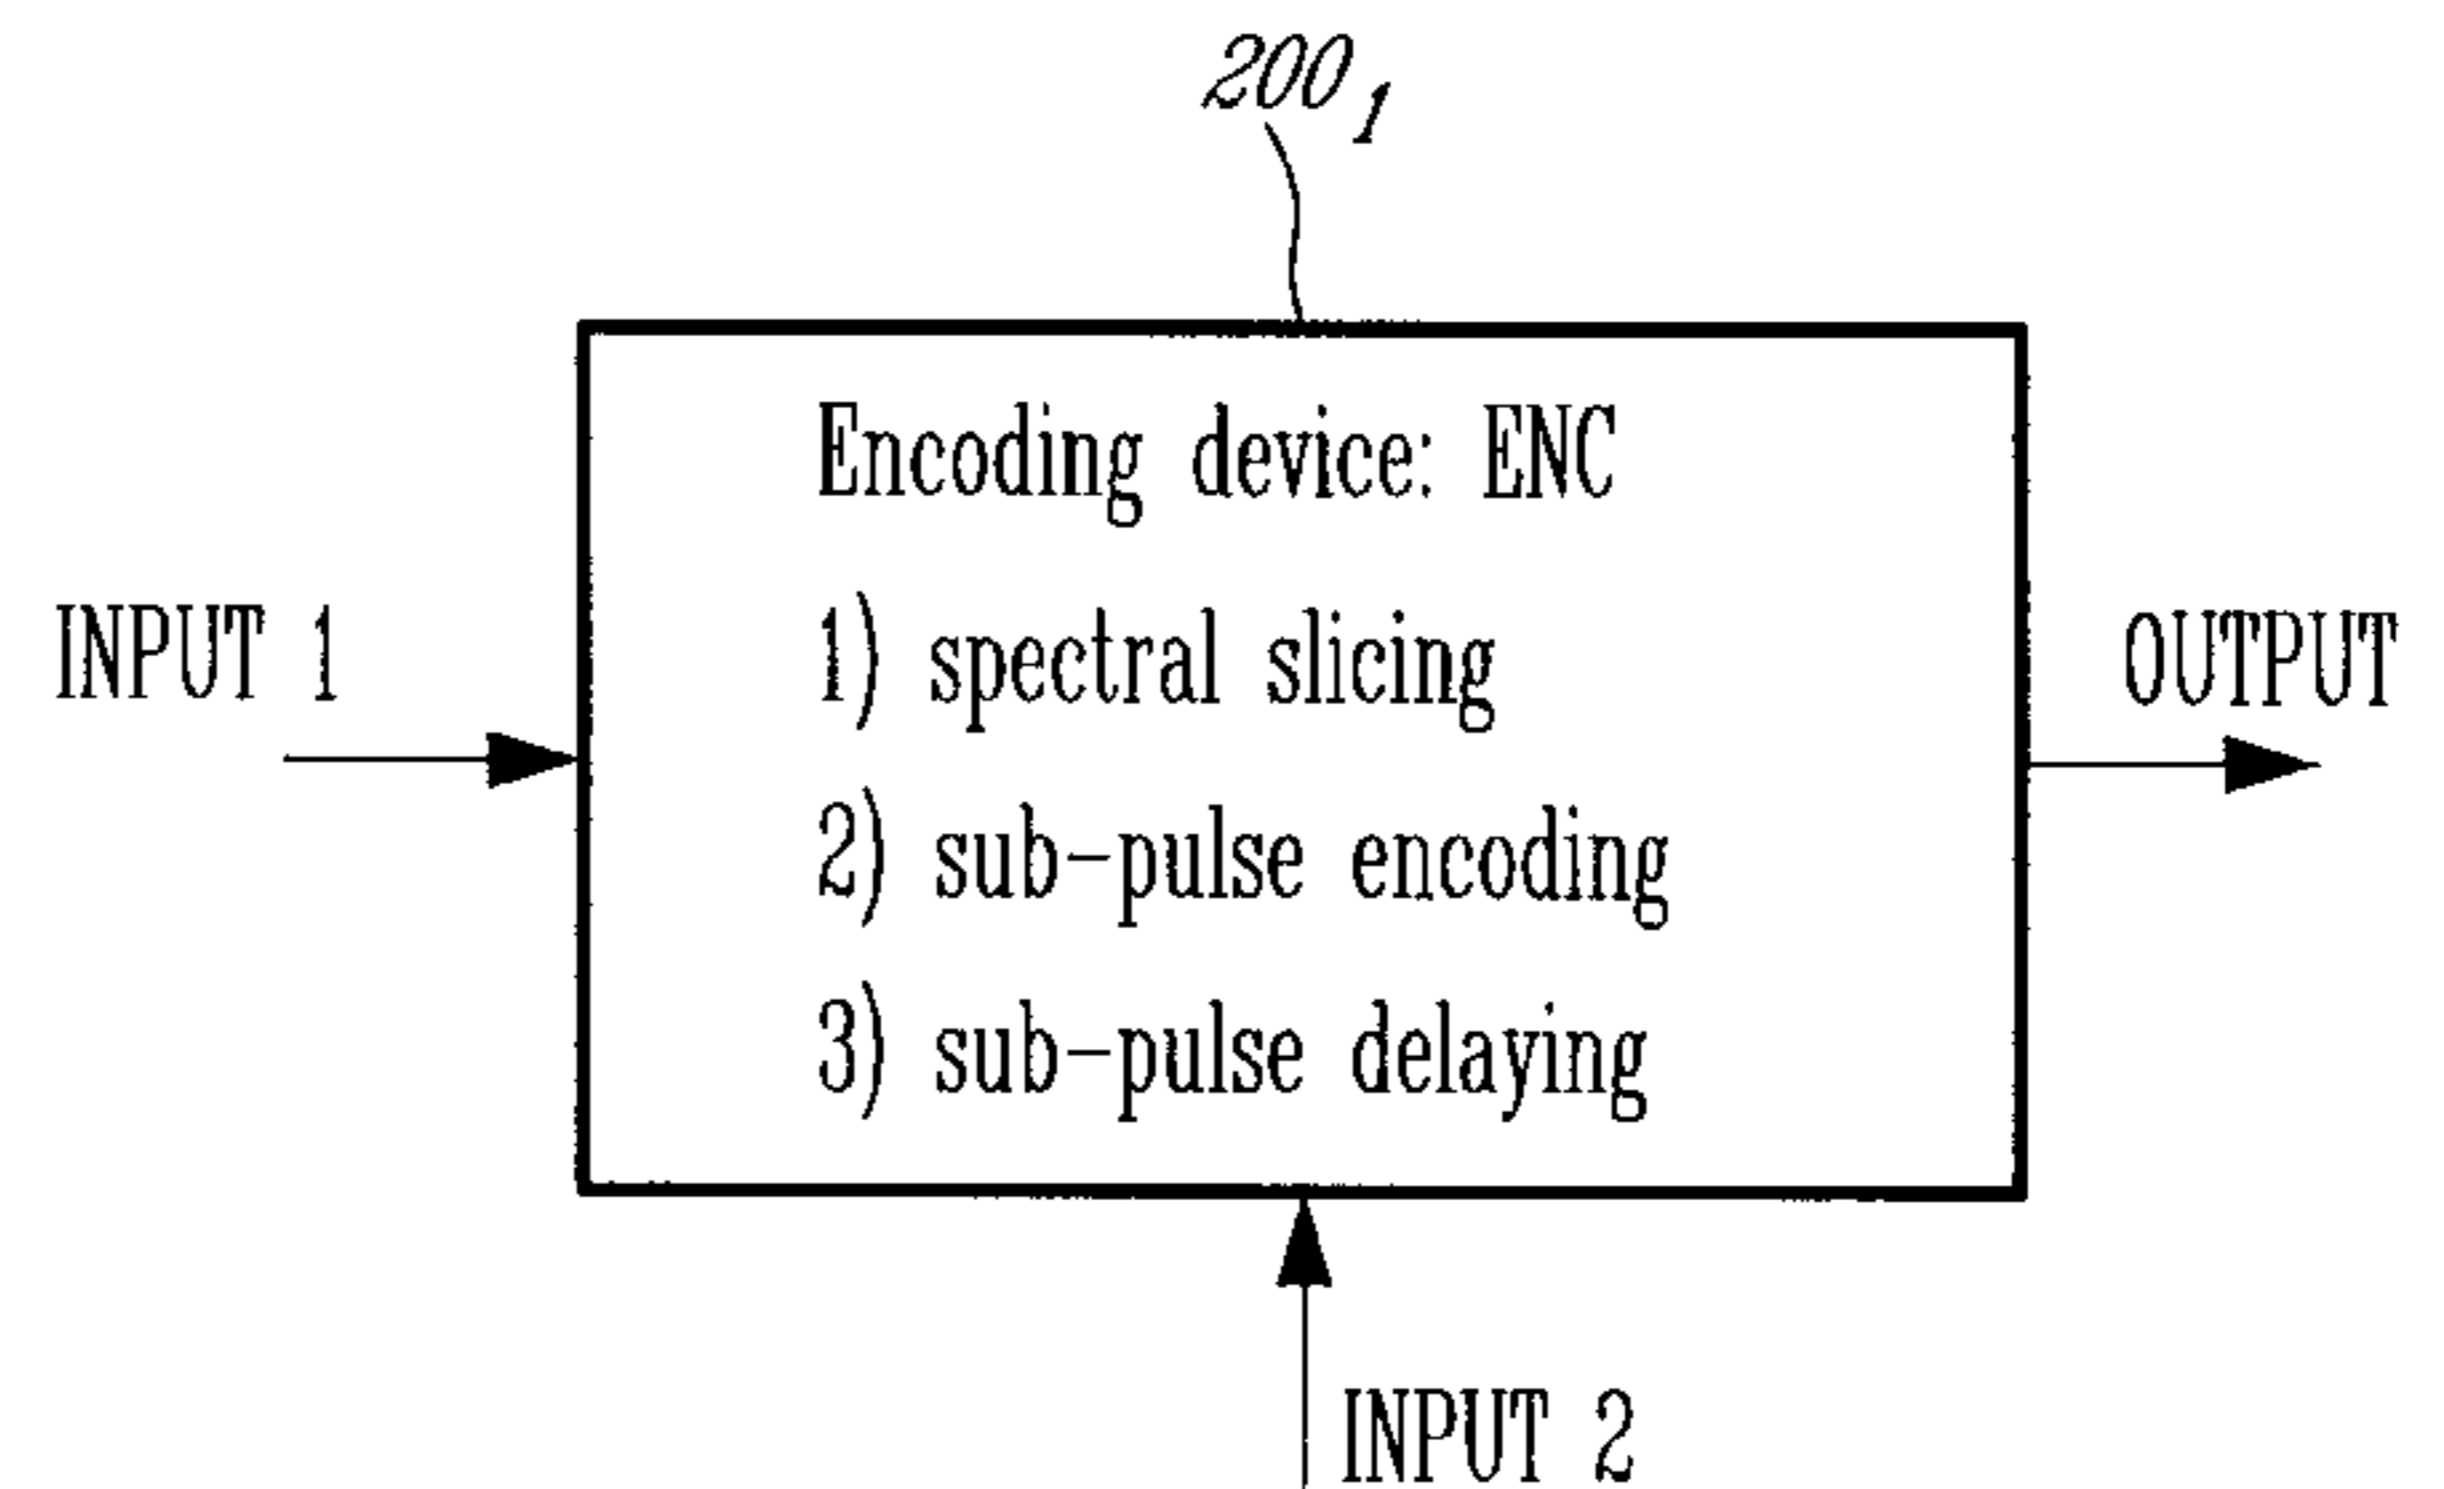 200₁
Encoding device: ENC
INPUT 1
1) spectral slicing
OUTPUT
2) sub-pulse encoding
3) sub-pulse delaying
INPUT 2